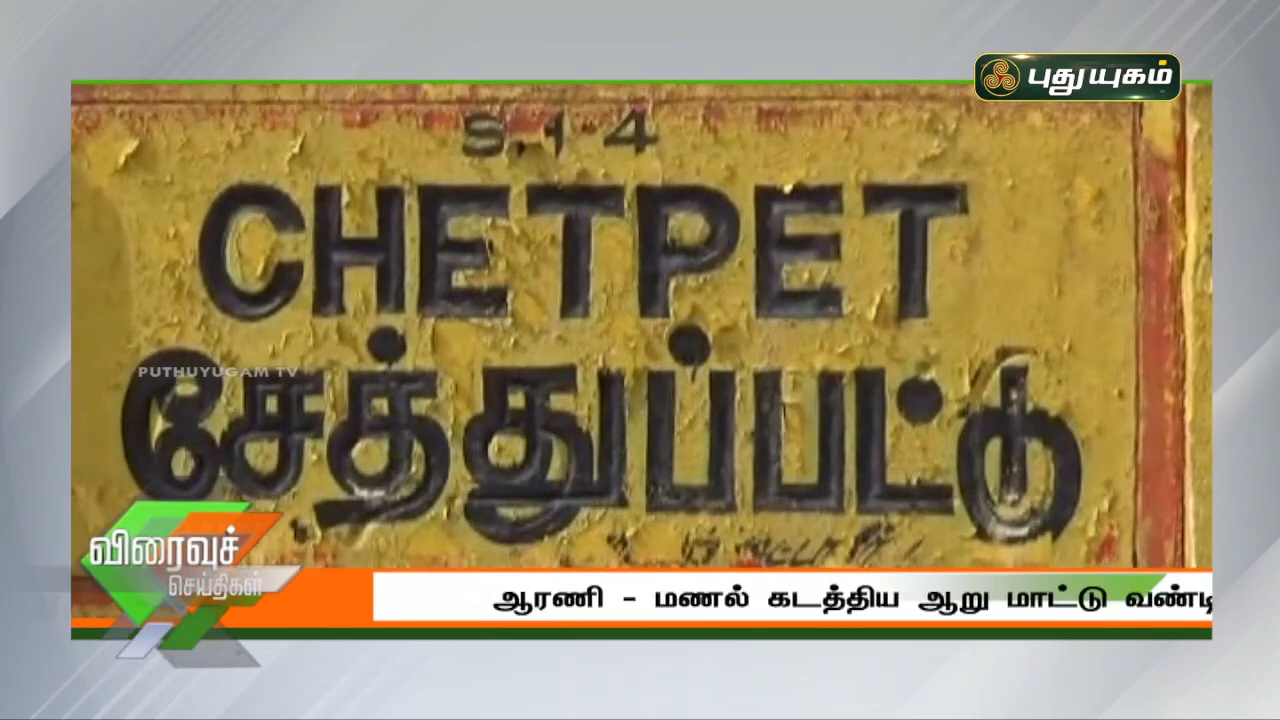 புதுயுகம்
S.14
CHETPET
சேத்துப்பட்டு
PUTHUYUGAM TV
விரைவுச்
செய்திகள்
ஆரணி - மணல் கடத்திய ஆறு மாட்டு